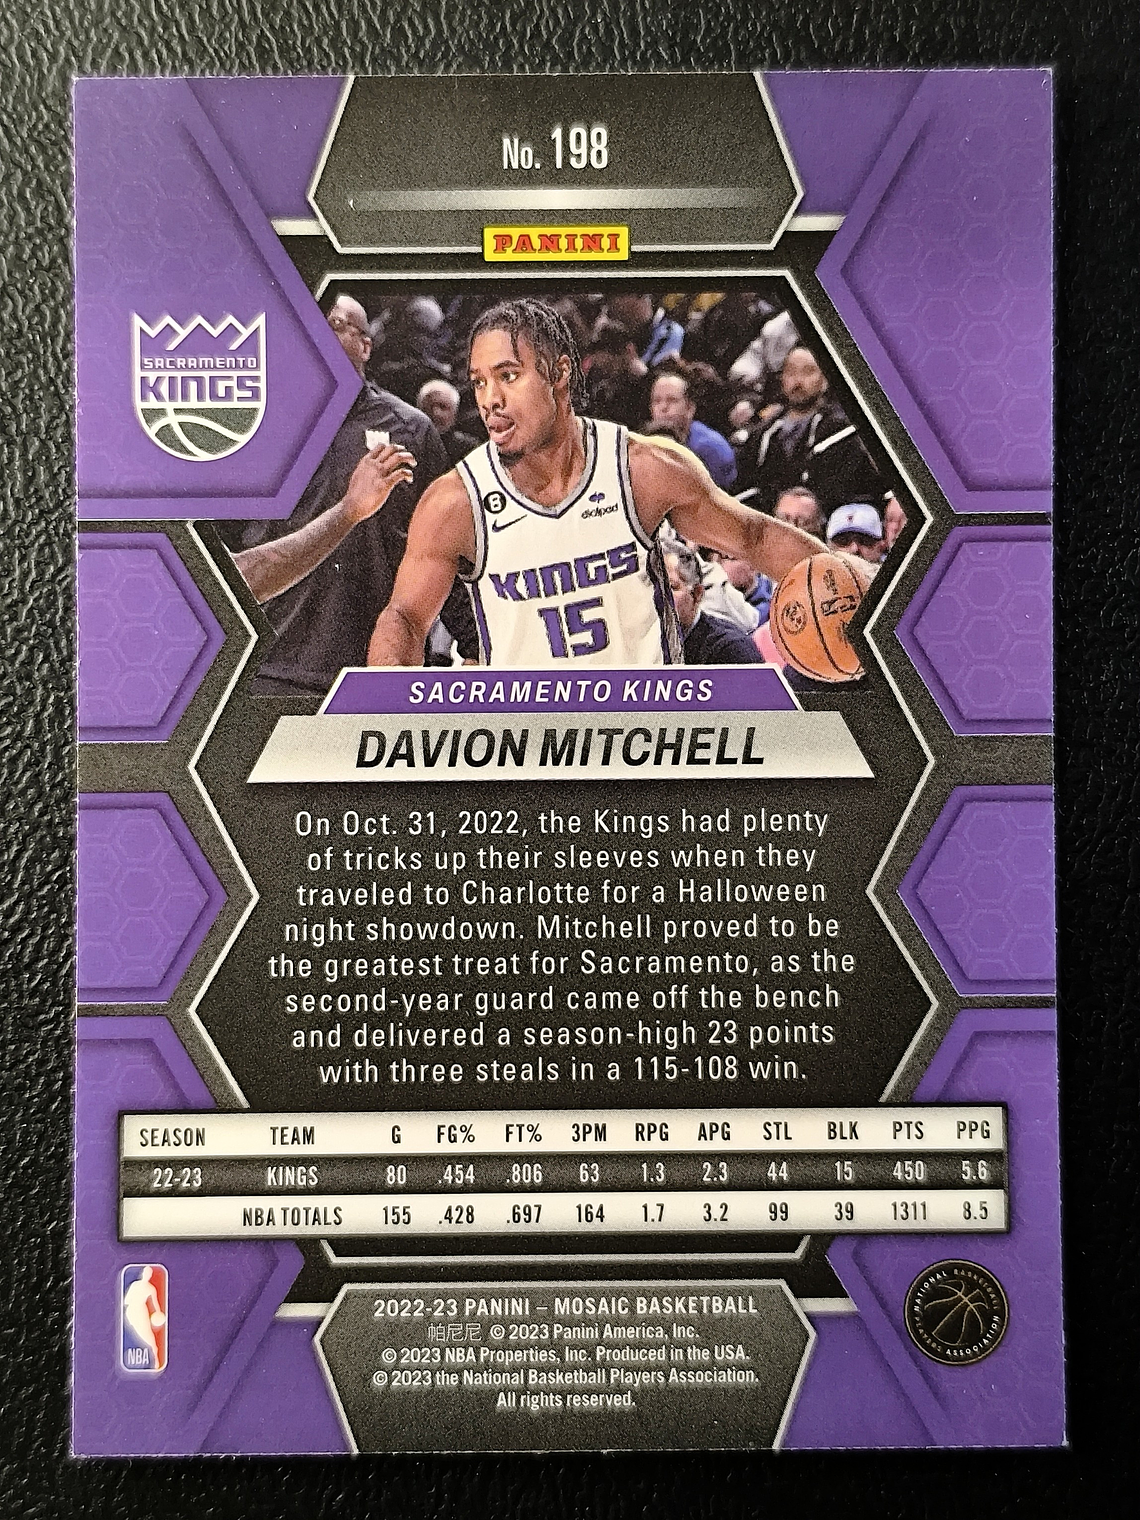 No. 198
PANINI
SACRAMENTO
KINGS
6
dialpad
KINGS
15
SACRAMENTO KINGS
DAVION MITCHELL
On Oct. 31, 2022, the Kings had plenty
of tricks up their sleeves when they
traveled to Charlotte for a Halloween
night showdown. Mitchell proved to be
the greatest treat for Sacramento, as the
second-year guard came off the bench
and delivered a season-high 23 points
with three steals in a 115-108 win.
SEASON TEAM G FG% FT% 3PM RPG APG STL BLK PTS PPG
22-23 KINGS 80 .454 .806 63 1.3 2.3 44 15 450 5.6
NBA TOTALS 155 .428 .697 164 1.7 3.2 99 39 1311 8.5
NBA
NATIONAL BASKETBALL PLAYERS ASSOCIATION
2022-23 PANINI – MOSAIC BASKETBALL
帕尼尼 © 2023 Panini America, Inc.
© 2023 NBA Properties, Inc. Produced in the USA.
© 2023 the National Basketball Players Association.
All rights reserved.